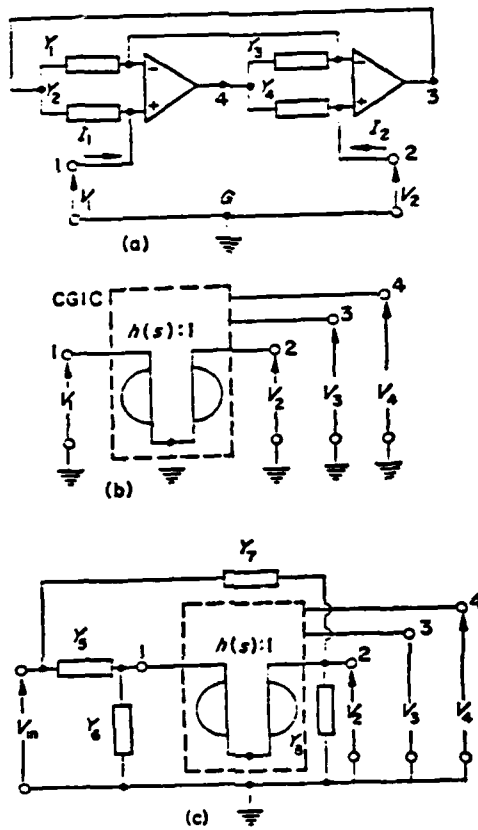 Y₁ Y₃
− −
Y₂ Y₄
+ 4 + 3
I₁ I₂
1 2
V₁ G V₂
(a)
CGIC 4
h(s):1 3
1 2
V₁ V₂ V₃ V₄
(b)
Y₇
4
Y₅ 1 h(s):1 3
2
V_in Y₆ Y₈ V₂ V₃ V₄
(c)